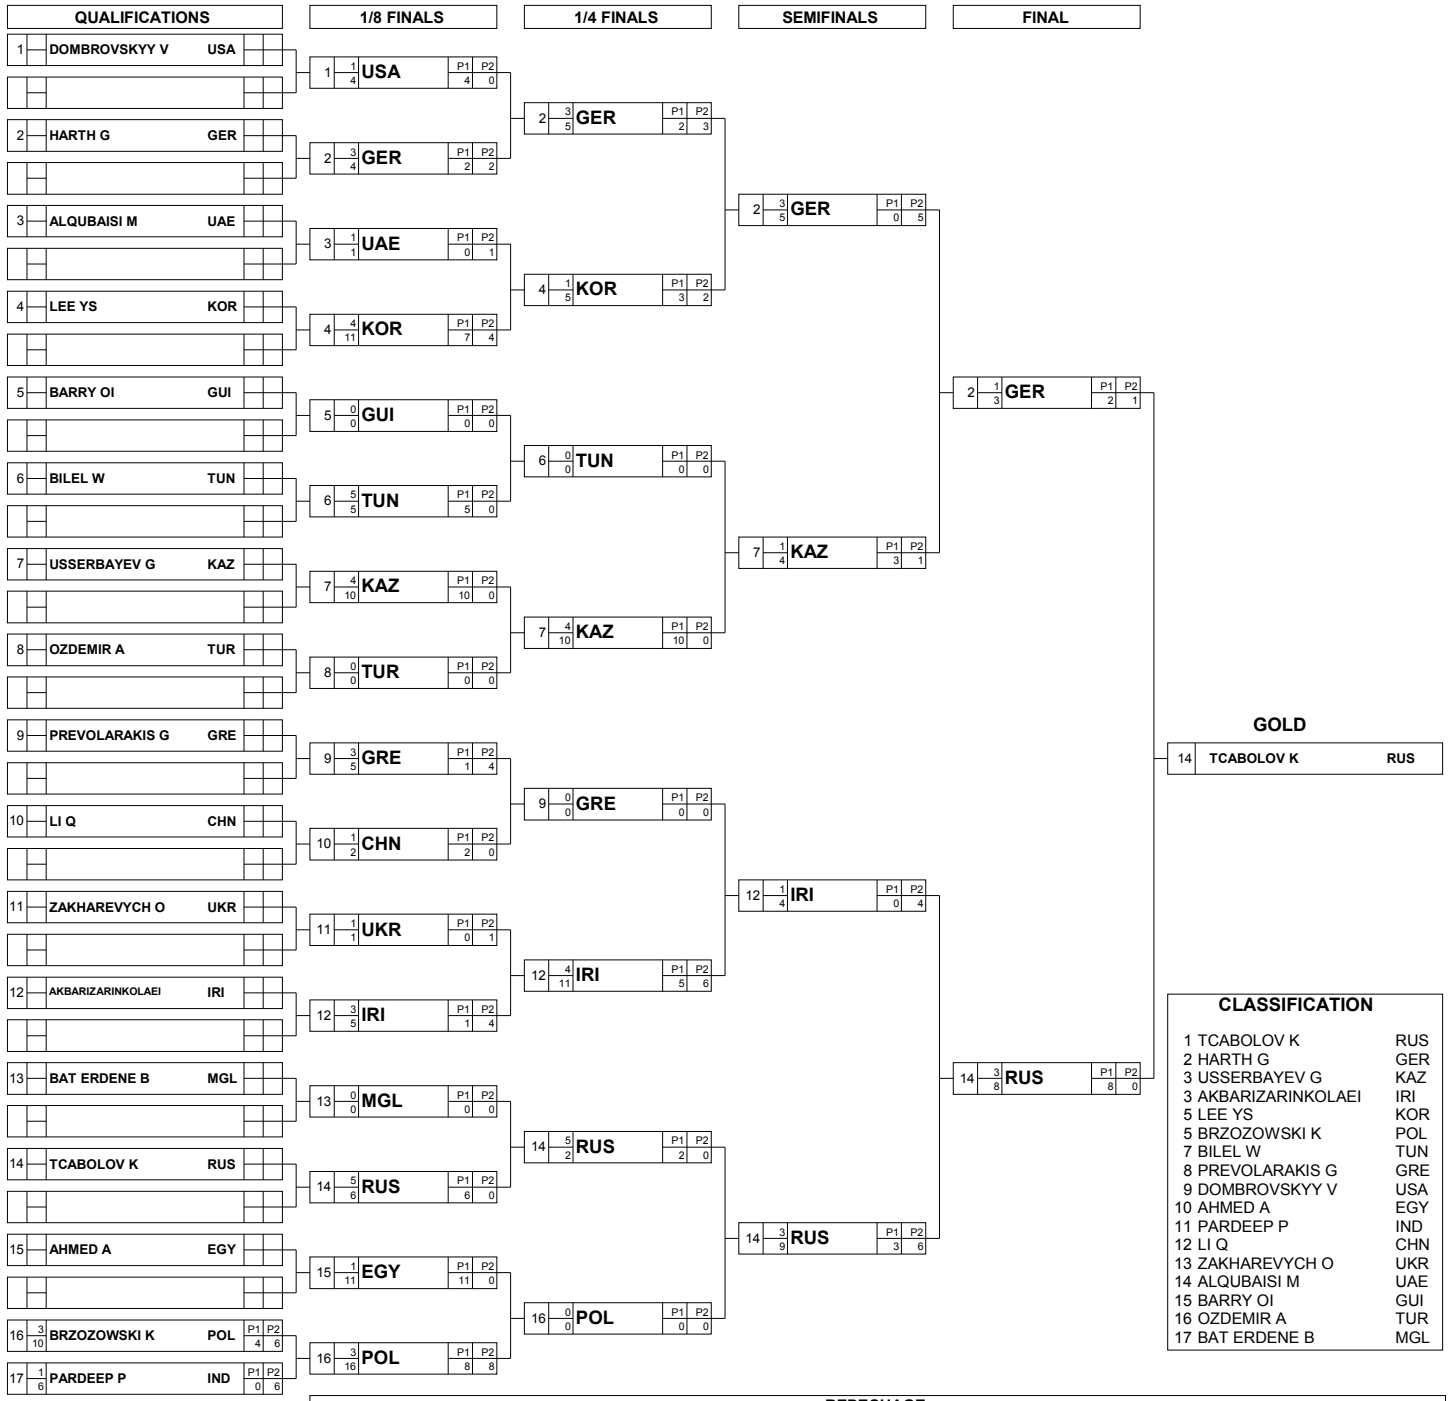 QUALIFICATIONS 1/8 FINALS 1/4 FINALS SEMIFINALS FINAL
1 DOMBROVSKYY V USA
2 HARTH G GER
3 ALQUBAISI M UAE
4 LEE YS KOR
5 BARRY OI GUI
6 BILEL W TUN
7 USSERBAYEV G KAZ
8 OZDEMIR A TUR
9 PREVOLARAKIS G GRE
10 LI Q CHN
11 ZAKHAREVYCH O UKR
12 AKBARIZARINKOLAEI IRI
13 BAT ERDENE B MGL
14 TCABOLOV K RUS
15 AHMED A EGY
16 3 10 BRZOZOWSKI K POL P1 4 P2 6
17 1 6 PARDEEP P IND P1 0 P2 6
1 1 4 USA P1 4 P2 0
2 3 4 GER P1 2 P2 2
3 1 1 UAE P1 0 P2 1
4 4 11 KOR P1 7 P2 4
5 0 0 GUI P1 0 P2 0
6 5 5 TUN P1 5 P2 0
7 4 10 KAZ P1 10 P2 0
8 0 0 TUR P1 0 P2 0
9 3 5 GRE P1 1 P2 4
10 1 2 CHN P1 2 P2 0
11 1 1 UKR P1 0 P2 1
12 3 5 IRI P1 1 P2 4
13 0 0 MGL P1 0 P2 0
14 5 6 RUS P1 6 P2 0
15 1 11 EGY P1 11 P2 0
16 3 16 POL P1 8 P2 8
2 3 5 GER P1 2 P2 3
4 1 5 KOR P1 3 P2 2
6 0 0 TUN P1 0 P2 0
7 4 10 KAZ P1 10 P2 0
9 0 0 GRE P1 0 P2 0
12 4 11 IRI P1 5 P2 6
14 5 2 RUS P1 2 P2 0
16 0 0 POL P1 0 P2 0
2 3 5 GER P1 0 P2 5
7 1 4 KAZ P1 3 P2 1
12 1 4 IRI P1 0 P2 4
14 3 9 RUS P1 3 P2 6
2 1 3 GER P1 2 P2 1
14 3 8 RUS P1 8 P2 0
GOLD
14 TCABOLOV K RUS
CLASSIFICATION
1 TCABOLOV K RUS
2 HARTH G GER
3 USSERBAYEV G KAZ
3 AKBARIZARINKOLAEI IRI
5 LEE YS KOR
5 BRZOZOWSKI K POL
7 BILEL W TUN
8 PREVOLARAKIS G GRE
9 DOMBROVSKYY V USA
10 AHMED A EGY
11 PARDEEP P IND
12 LI Q CHN
13 ZAKHAREVYCH O UKR
14 ALQUBAISI M UAE
15 BARRY OI GUI
16 OZDEMIR A TUR
17 BAT ERDENE B MGL